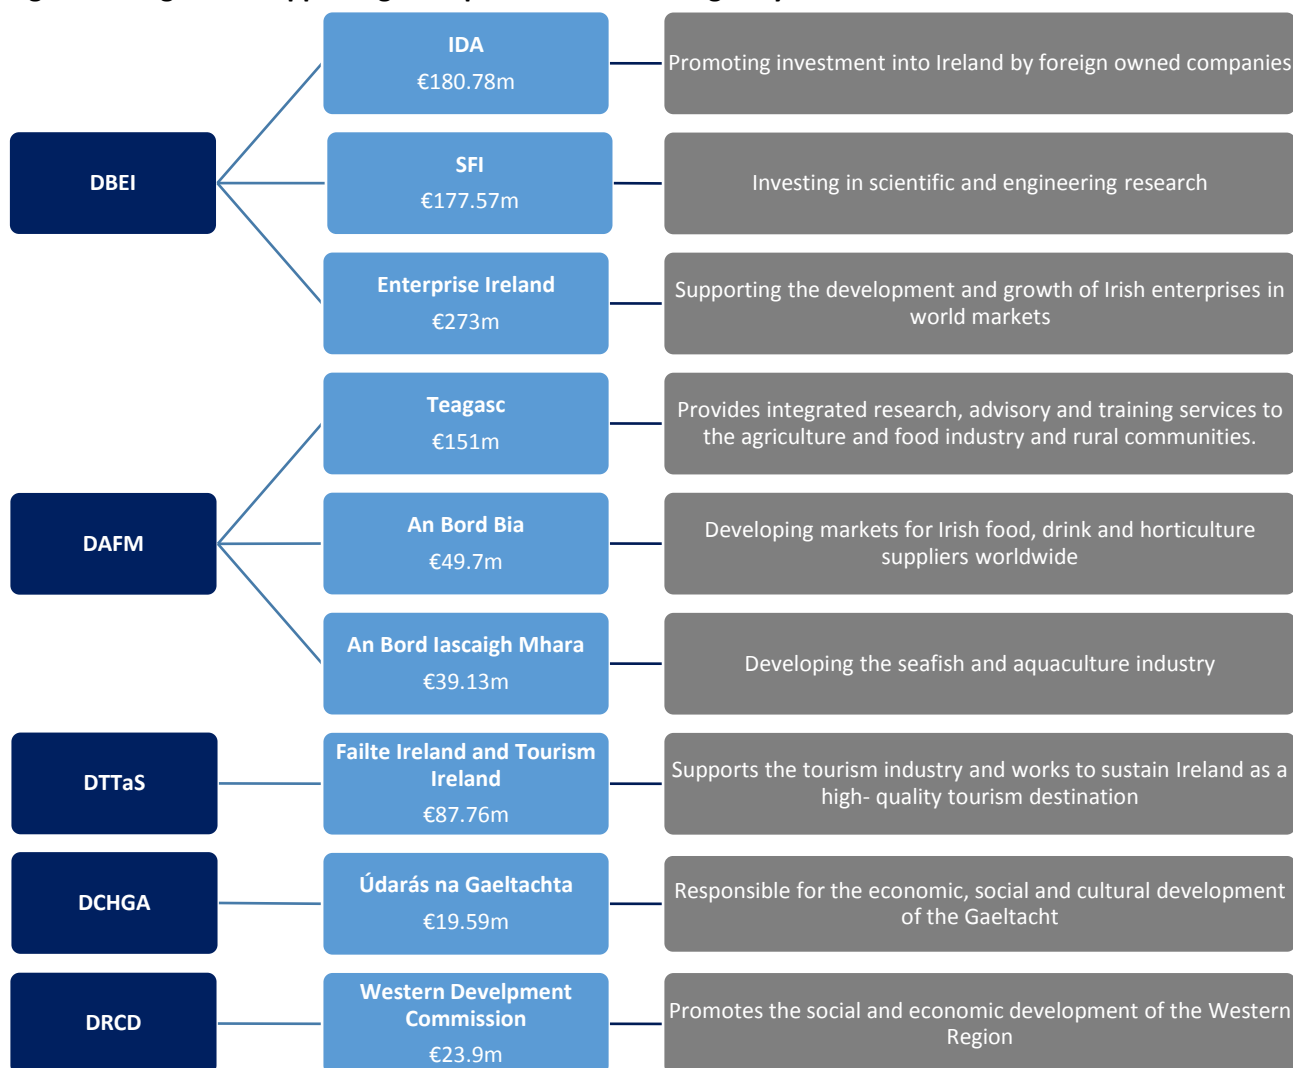 IDA
€180.78m
Promoting investment into Ireland by foreign owned companies
DBEI
SFI
€177.57m
Investing in scientific and engineering research
Enterprise Ireland
€273m
Supporting the development and growth of Irish enterprises in
world markets
Teagasc
€151m
Provides integrated research, advisory and training services to
the agriculture and food industry and rural communities.
DAFM
An Bord Bia
€49.7m
Developing markets for Irish food, drink and horticulture
suppliers worldwide
An Bord Iascaigh Mhara
€39.13m
Developing the seafish and aquaculture industry
DTTaS
Failte Ireland and Tourism
Ireland
€87.76m
Supports the tourism industry and works to sustain Ireland as a
high- quality tourism destination
DCHGA
Údarás na Gaeltachta
€19.59m
Responsible for the economic, social and cultural development
of the Gaeltacht
DRCD
Western Develpment
Commission
€23.9m
Promotes the social and economic development of the Western
Region